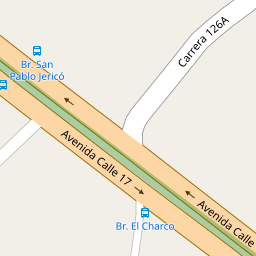 Carrera 126A
Br. San
Pablo Jericó
Avenida Calle 17
Avenida Calle
Br. El Charco